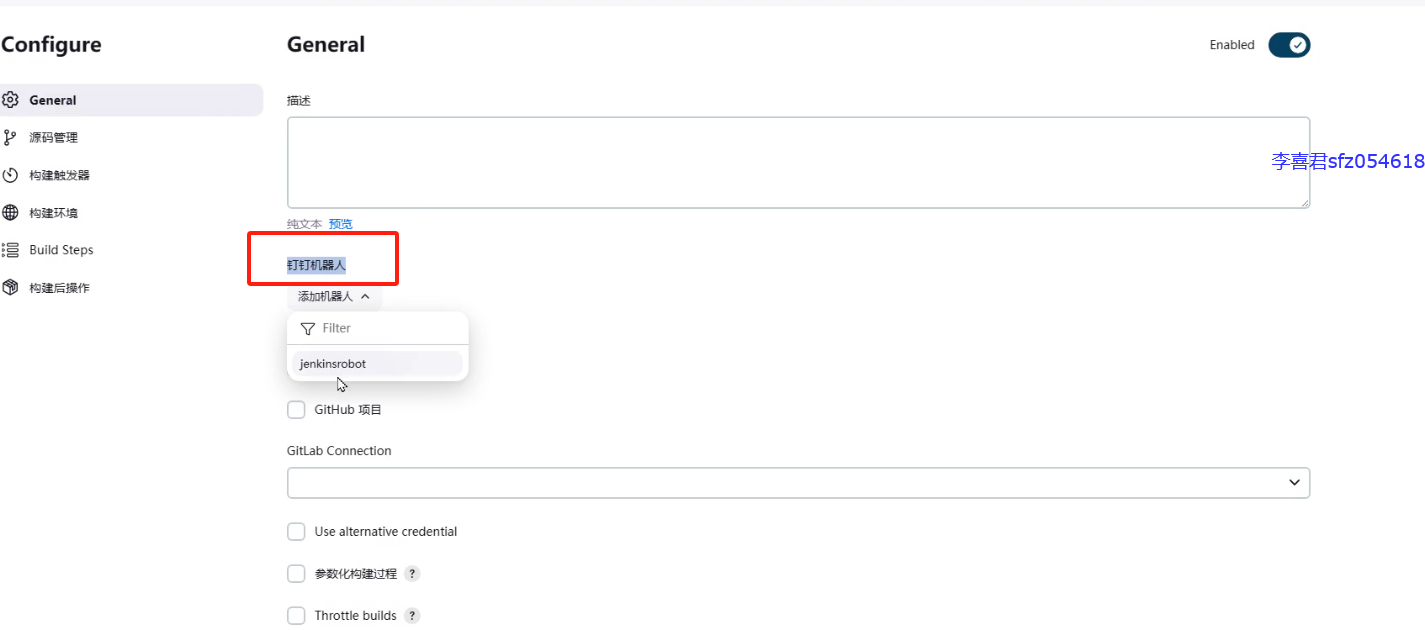 Configure
General
Enabled
General
描述
源码管理
李喜君sfz054618
构建触发器
构建环境
纯文本 预览
Build Steps
钉钉机器人
构建后操作
添加机器人
Filter
jenkinsrobot
GitHub 项目
GitLab Connection
Use alternative credential
参数化构建过程 ?
Throttle builds ?